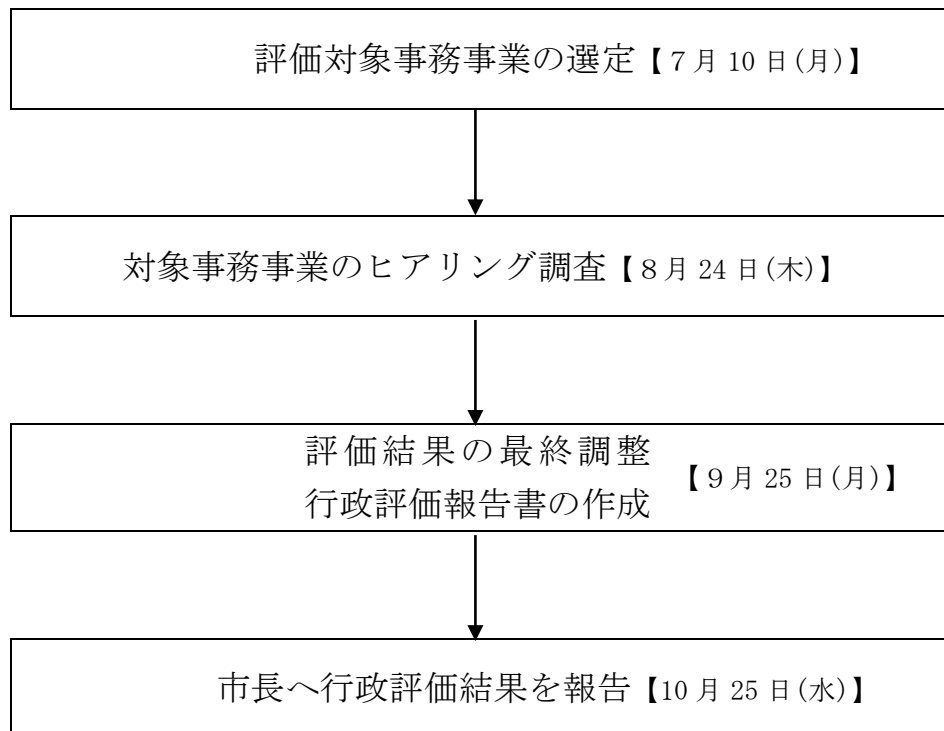 評価対象事務事業の選定【７月10日(月)】
対象事務事業のヒアリング調査【８月24日(木)】
評価結果の最終調整
行政評価報告書の作成
【９月25日(月)】
市長へ行政評価結果を報告【10月25日(水)】